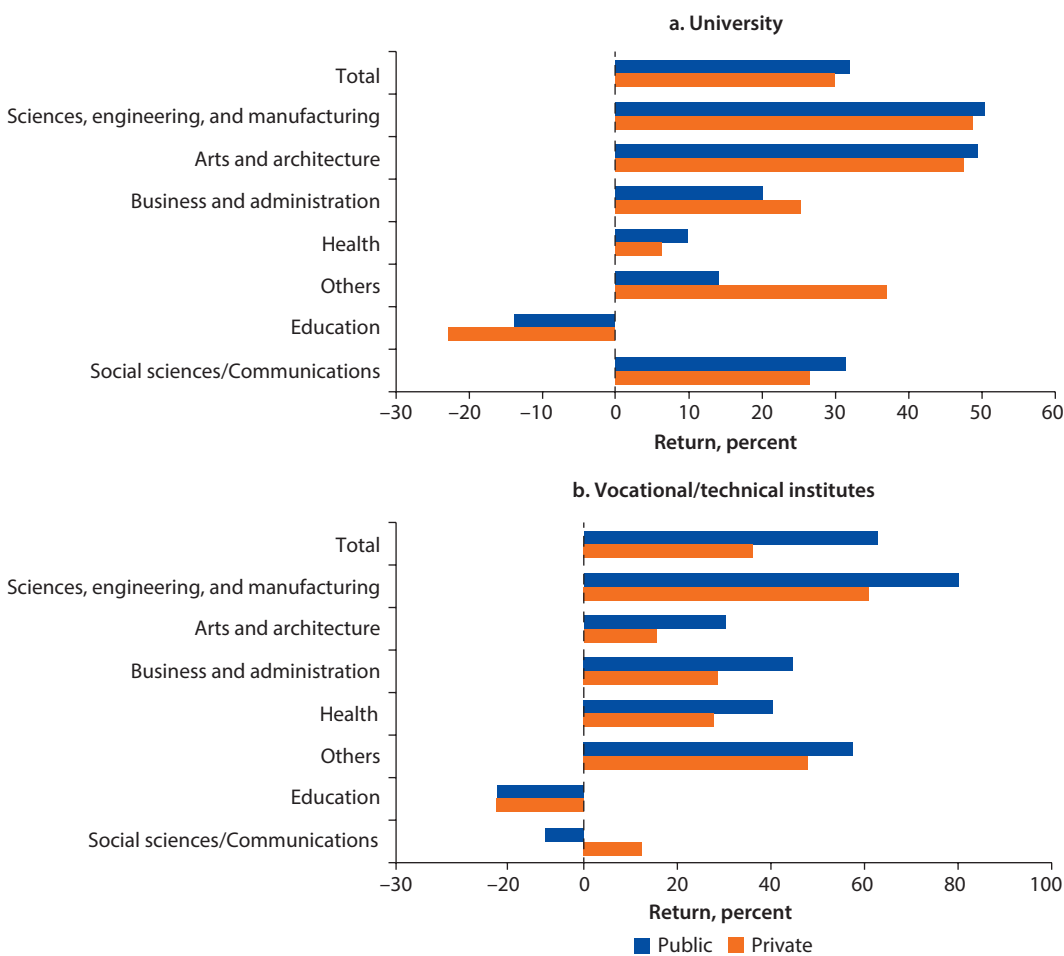 a. University
Total
Sciences, engineering, and manufacturing
Arts and architecture
Business and administration
Health
Others
Education
Social sciences/Communications
–30 –20 –10 0 10 20 30 40 50 60
Return, percent
b. Vocational/technical institutes
Total
Sciences, engineering, and manufacturing
Arts and architecture
Business and administration
Health
Others
Education
Social sciences/Communications
–30 –20 0 20 40 60 80 100
Return, percent
Public Private